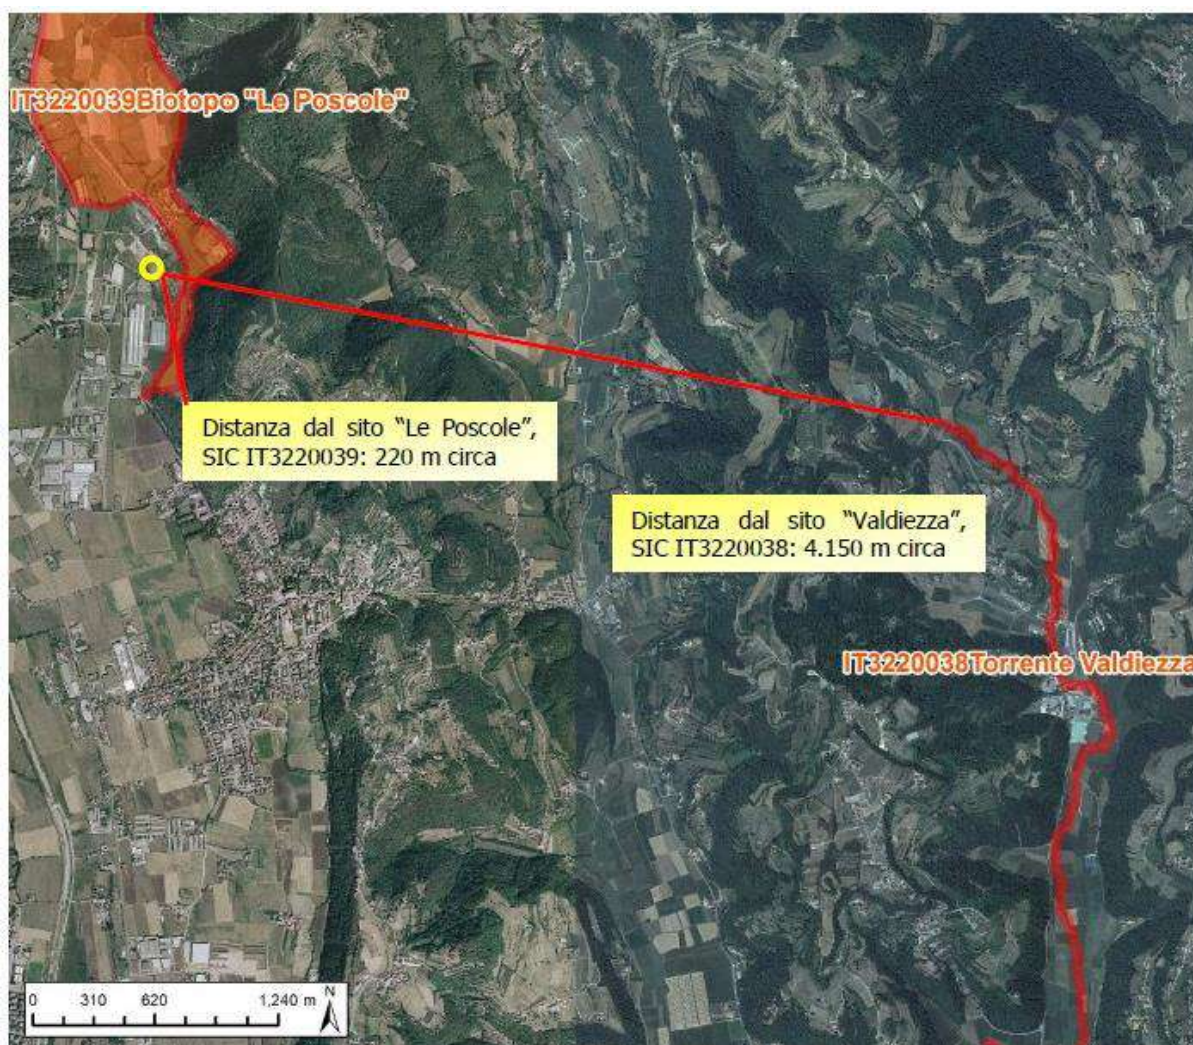 IT3220039Biotopo "Le Poscole"
Distanza dal sito “Le Poscole”,
SIC IT3220039: 220 m circa
Distanza dal sito “Valdiezza”,
SIC IT3220038: 4.150 m circa
IT3220038Torrente Valdiezza
0 310 620 1,240 m
N